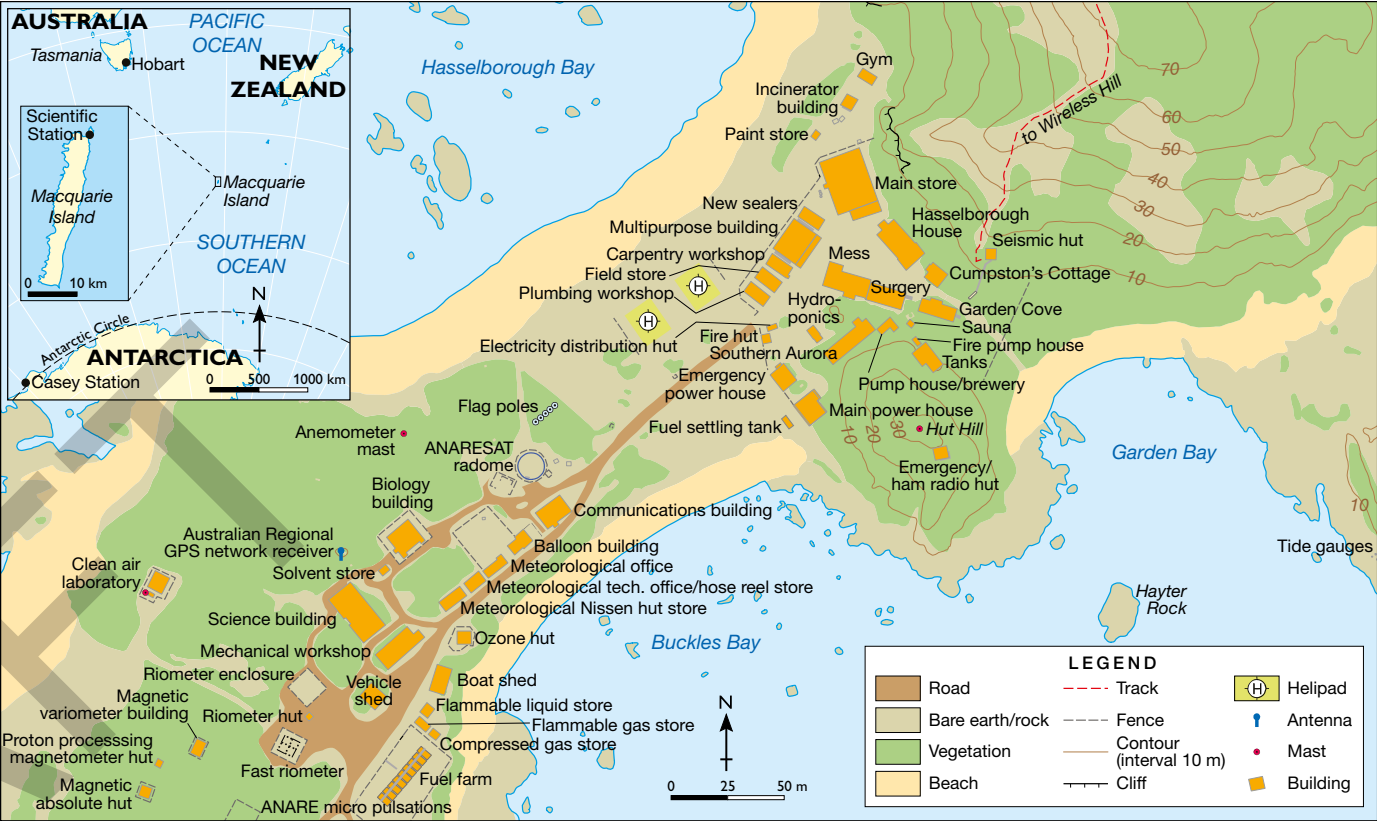 AUSTRALIA
PACIFIC
OCEAN
Tasmania
Hobart
NEW
ZEALAND
Scientific
Station
Macquarie
Island
0 10 km
Macquarie
Island
SOUTHERN
OCEAN
N
Antarctic Circle
ANTARCTICA
Casey Station
0 500 1000 km
Hasselborough Bay
Gym
Incinerator
building
Paint store
to Wireless Hill
70
60
50
40
30
20
10
Main store
New sealers
Multipurpose building
Hasselborough
House
Seismic hut
Carpentry workshop
Field store
Plumbing workshop
Mess
Surgery
Cumpston's Cottage
H
H
Hydro-
ponics
Garden Cove
Sauna
Fire hut
Electricity distribution hut
Southern Aurora
Fire pump house
Tanks
Emergency
power house
Pump house/brewery
Flag poles
Main power house
Fuel settling tank
10
20
30
Hut Hill
Anemometer
mast
ANARESAT
radome
Emergency/
ham radio hut
Garden Bay
Biology
building
10
Communications building
Australian Regional
GPS network receiver
Balloon building
Tide gauges
Clean air
laboratory
Solvent store
Meteorological office
Meteorological tech. office/hose reel store
Meteorological Nissen hut store
Hayter
Rock
Science building
Ozone hut
Buckles Bay
Mechanical workshop
Riometer enclosure
Vehicle
shed
Boat shed
Magnetic
variometer building
Riometer hut
Flammable liquid store
Flammable gas store
Proton processsing
magnetometer hut
Compressed gas store
Fast riometer
Fuel farm
Magnetic
absolute hut
ANARE micro pulsations
N
0 25 50 m
LEGEND
Road
Track
H
Helipad
Bare earth/rock
Fence
Antenna
Vegetation
Contour
(interval 10 m)
Mast
Beach
Cliff
Building